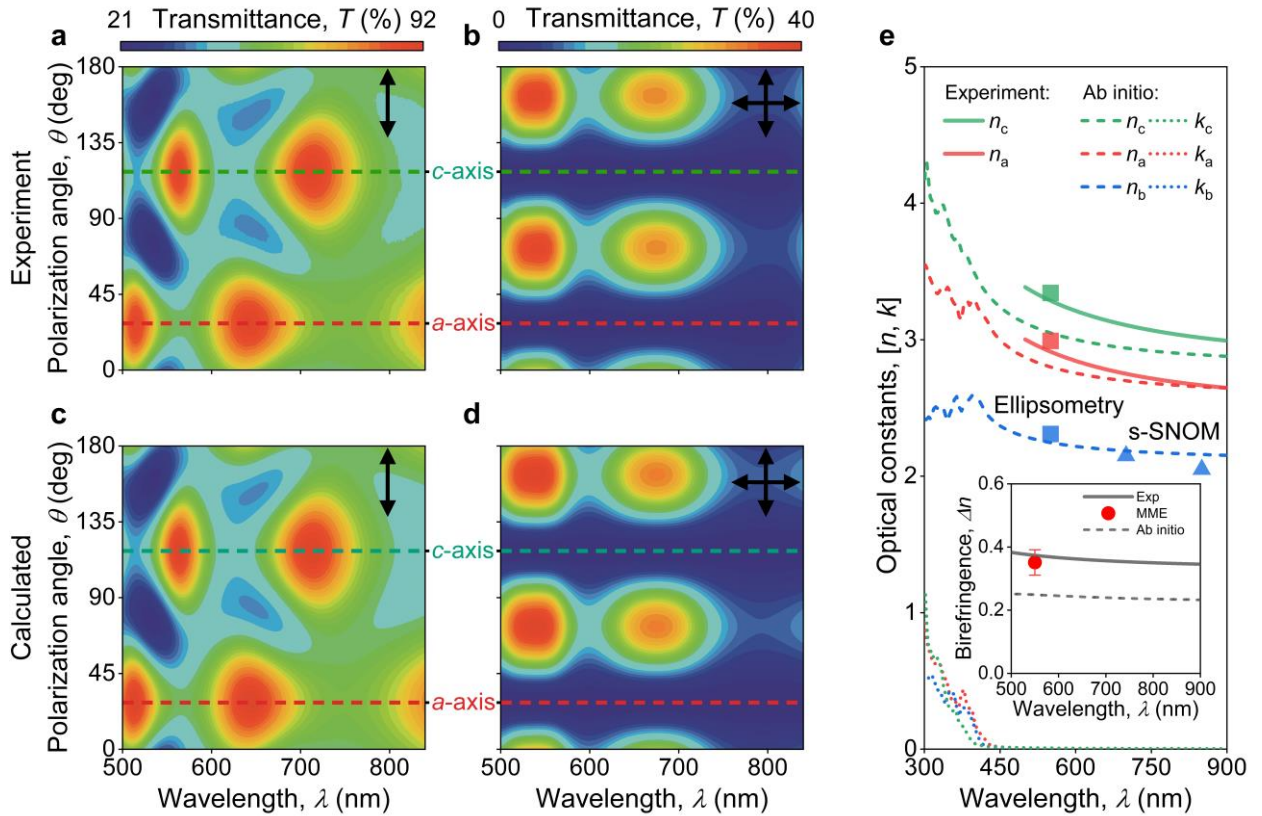 a
21 Transmittance, T (%) 92
b
0 Transmittance, T (%) 40
e
Experiment
Polarization angle, θ (deg)
180
135
90
45
0
c-axis
a-axis
c
d
Calculated
Polarization angle, θ (deg)
180
135
90
45
0
c-axis
a-axis
500 600 700 800
Wavelength, λ (nm)
500 600 700 800
Wavelength, λ (nm)
Optical constants, [n, k]
5
4
3
2
1
0
Experiment: Ab initio:
nc nc kc
na na ka
nb kb
Ellipsometry
s-SNOM
Birefringence, Δn
0.6
0.4
0.2
0.0
Exp
MME
Ab initio
500 600 700 800 900
Wavelength, λ (nm)
300 450 600 750 900
Wavelength, λ (nm)